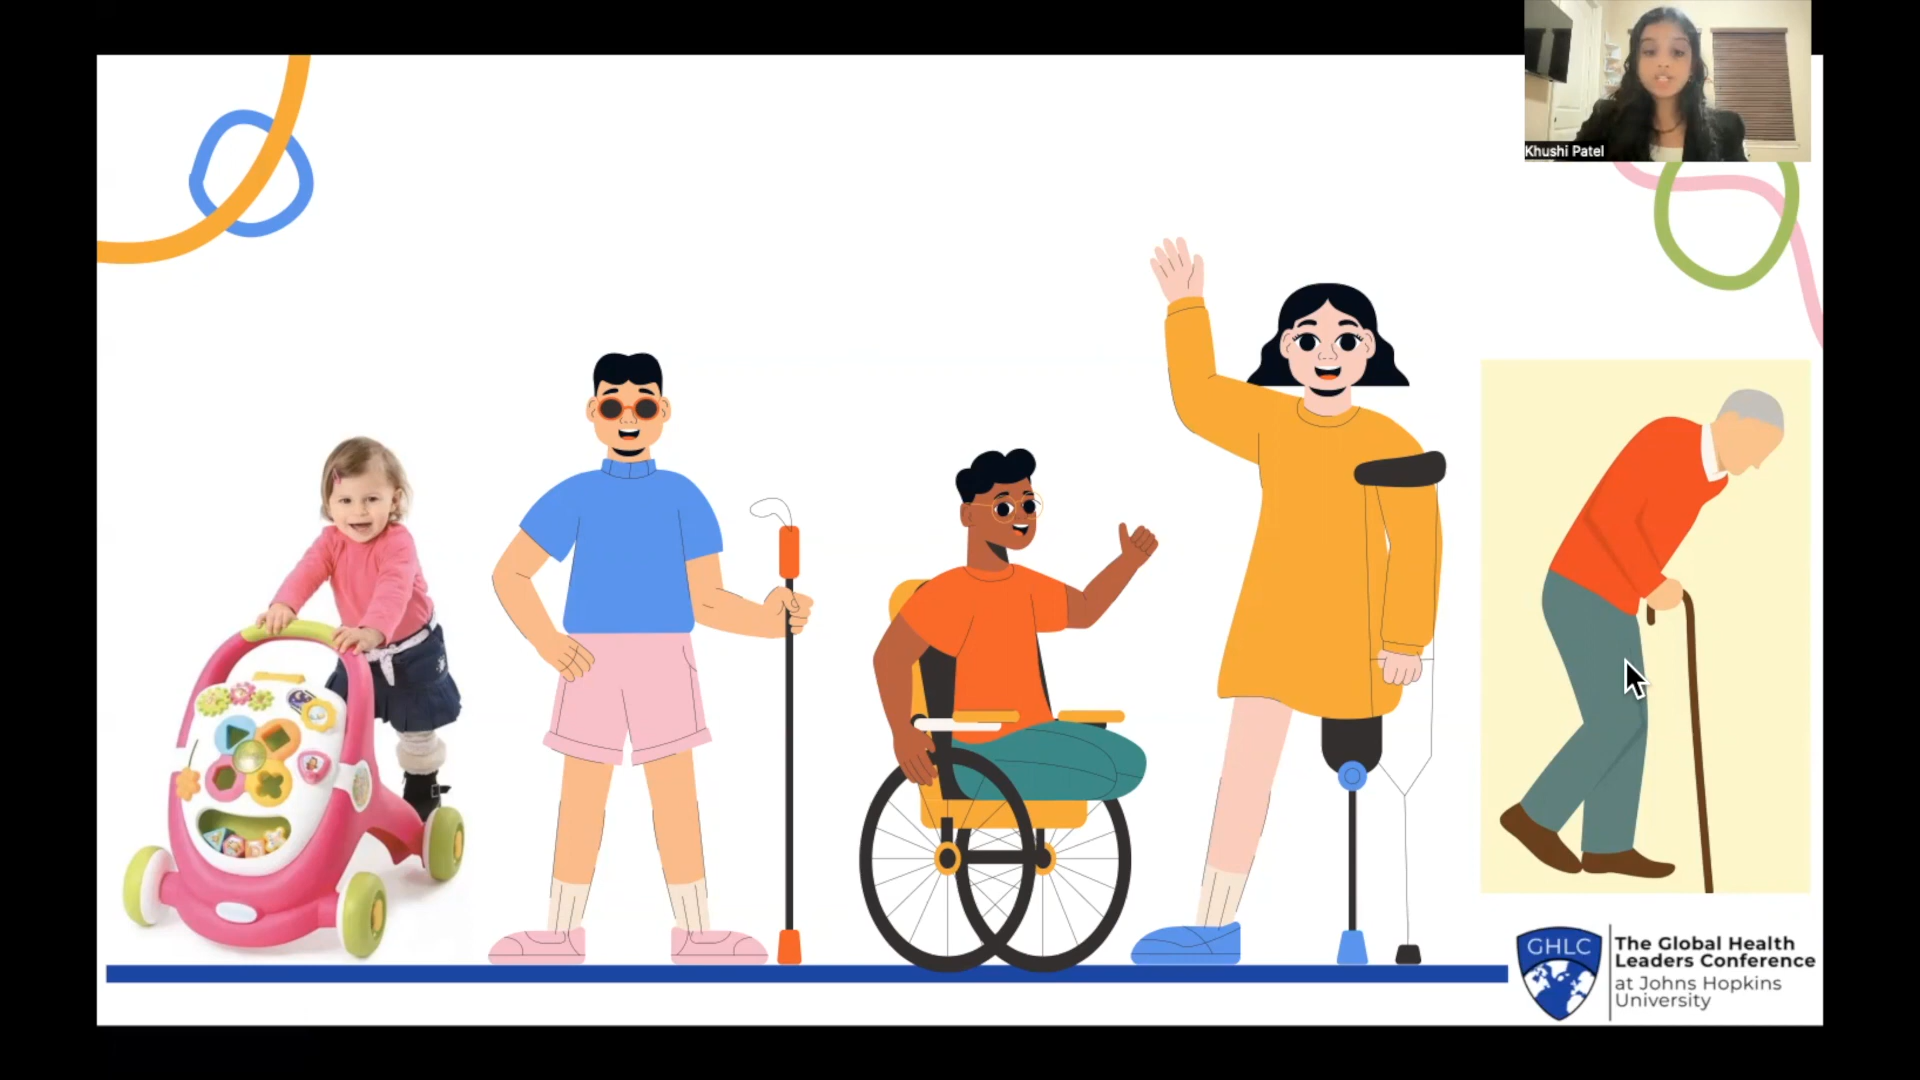 Khushi Patel
GHLC
The Global Health
Leaders Conference
at Johns Hopkins
University